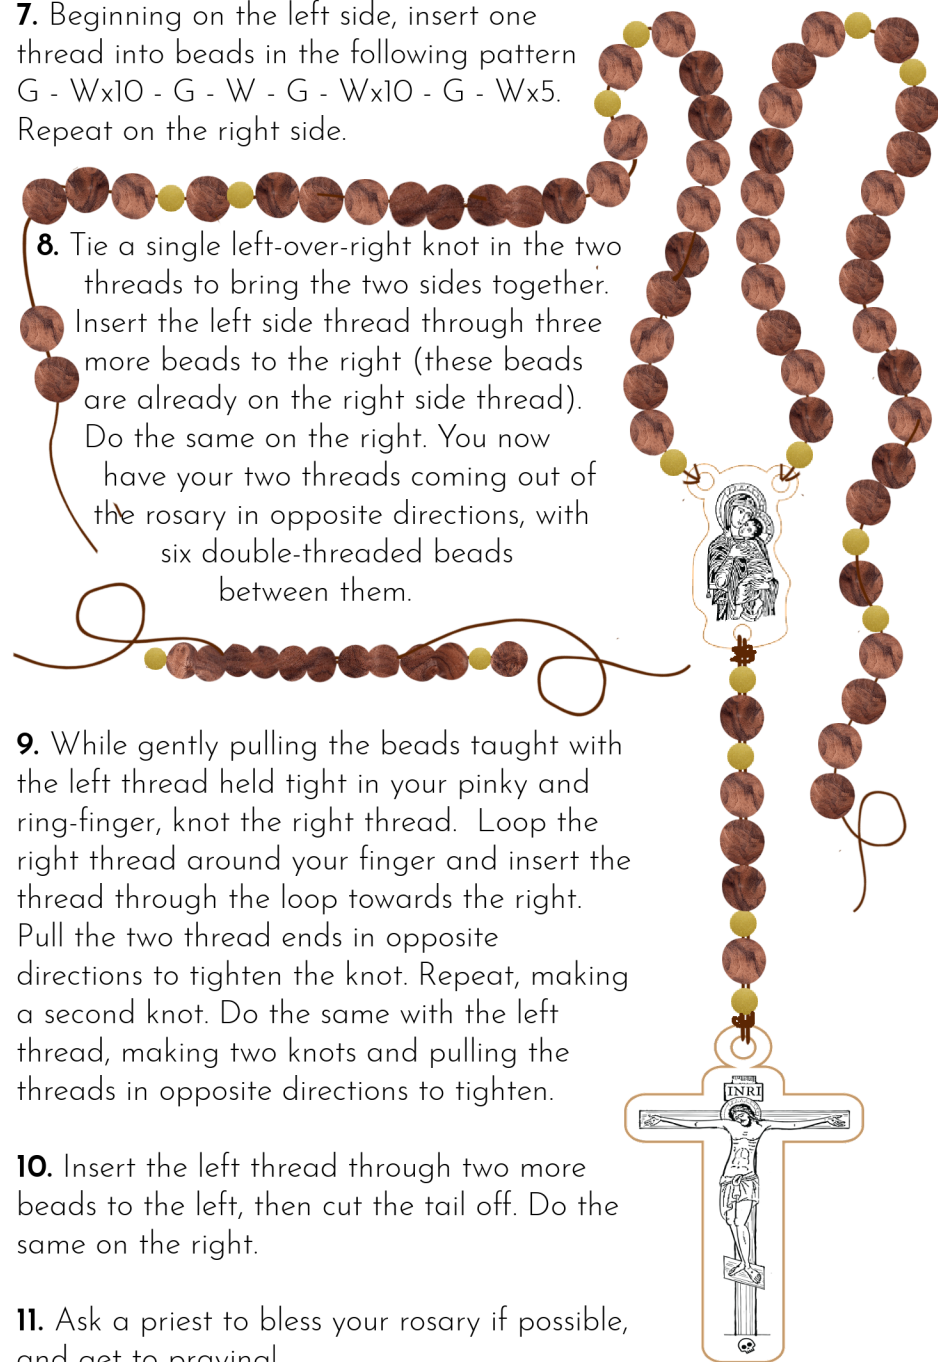 7. Beginning on the left side, insert one
thread into beads in the following pattern
G - Wx10 - G - W - G - Wx10 - G - Wx5.
Repeat on the right side.
8. Tie a single left-over-right knot in the two
threads to bring the two sides together.
Insert the left side thread through three
more beads to the right (these beads
are already on the right side thread).
Do the same on the right. You now
have your two threads coming out of
the rosary in opposite directions, with
six double-threaded beads
between them.
9. While gently pulling the beads taught with
the left thread held tight in your pinky and
ring-finger, knot the right thread.  Loop the
right thread around your finger and insert the
thread through the loop towards the right.
Pull the two thread ends in opposite
directions to tighten the knot. Repeat, making
a second knot. Do the same with the left
thread, making two knots and pulling the
threads in opposite directions to tighten.
INRI
10. Insert the left thread through two more
beads to the left, then cut the tail off. Do the
same on the right.
11. Ask a priest to bless your rosary if possible,
and get to praying!